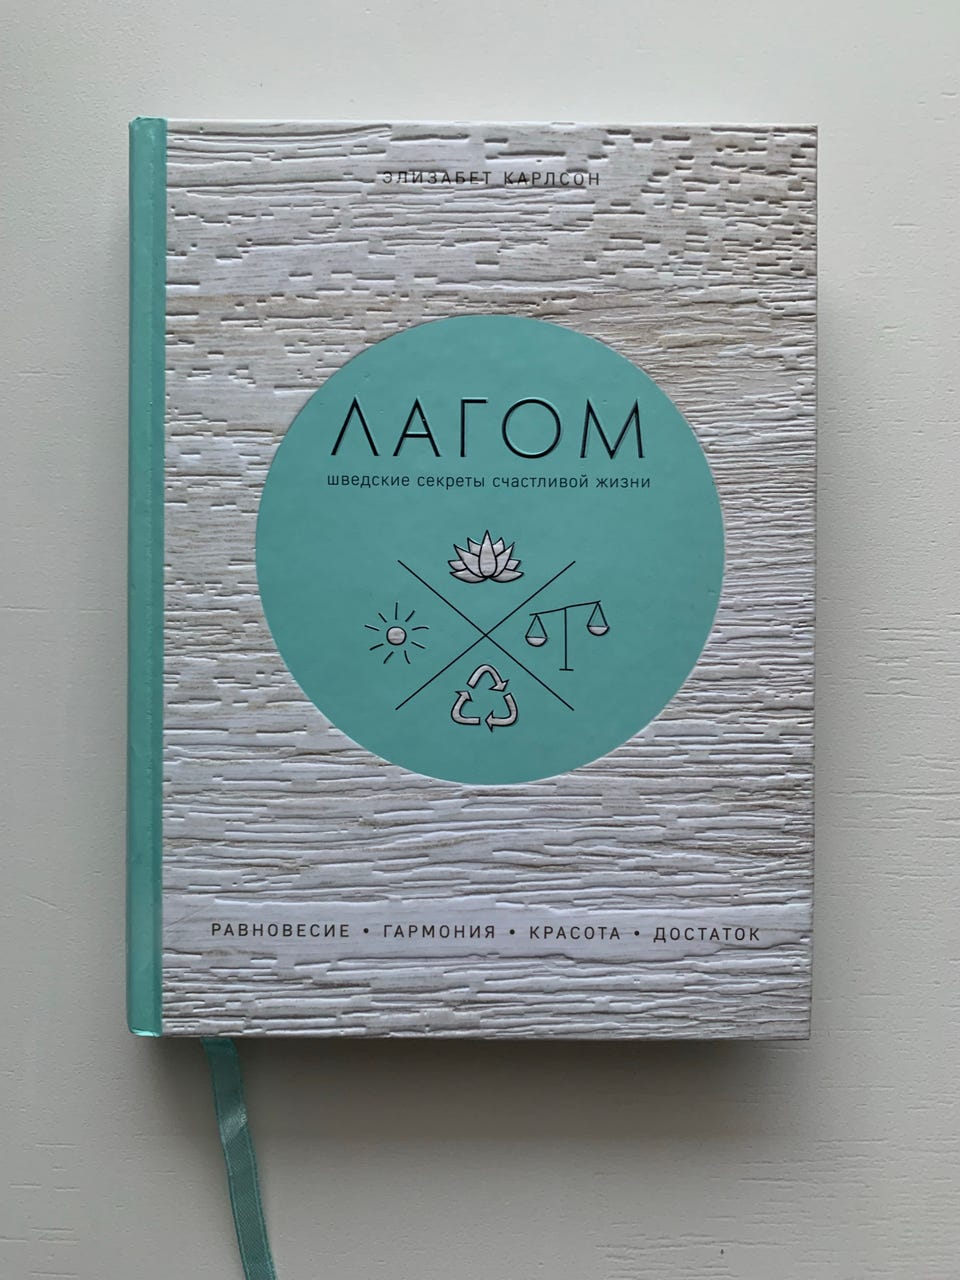 ЭЛИЗАБЕТ КАРЛСОН
ЛАГОМ
шведские секреты счастливой жизни
РАВНОВЕСИЕ • ГАРМОНИЯ • КРАСОТА • ДОСТАТОК